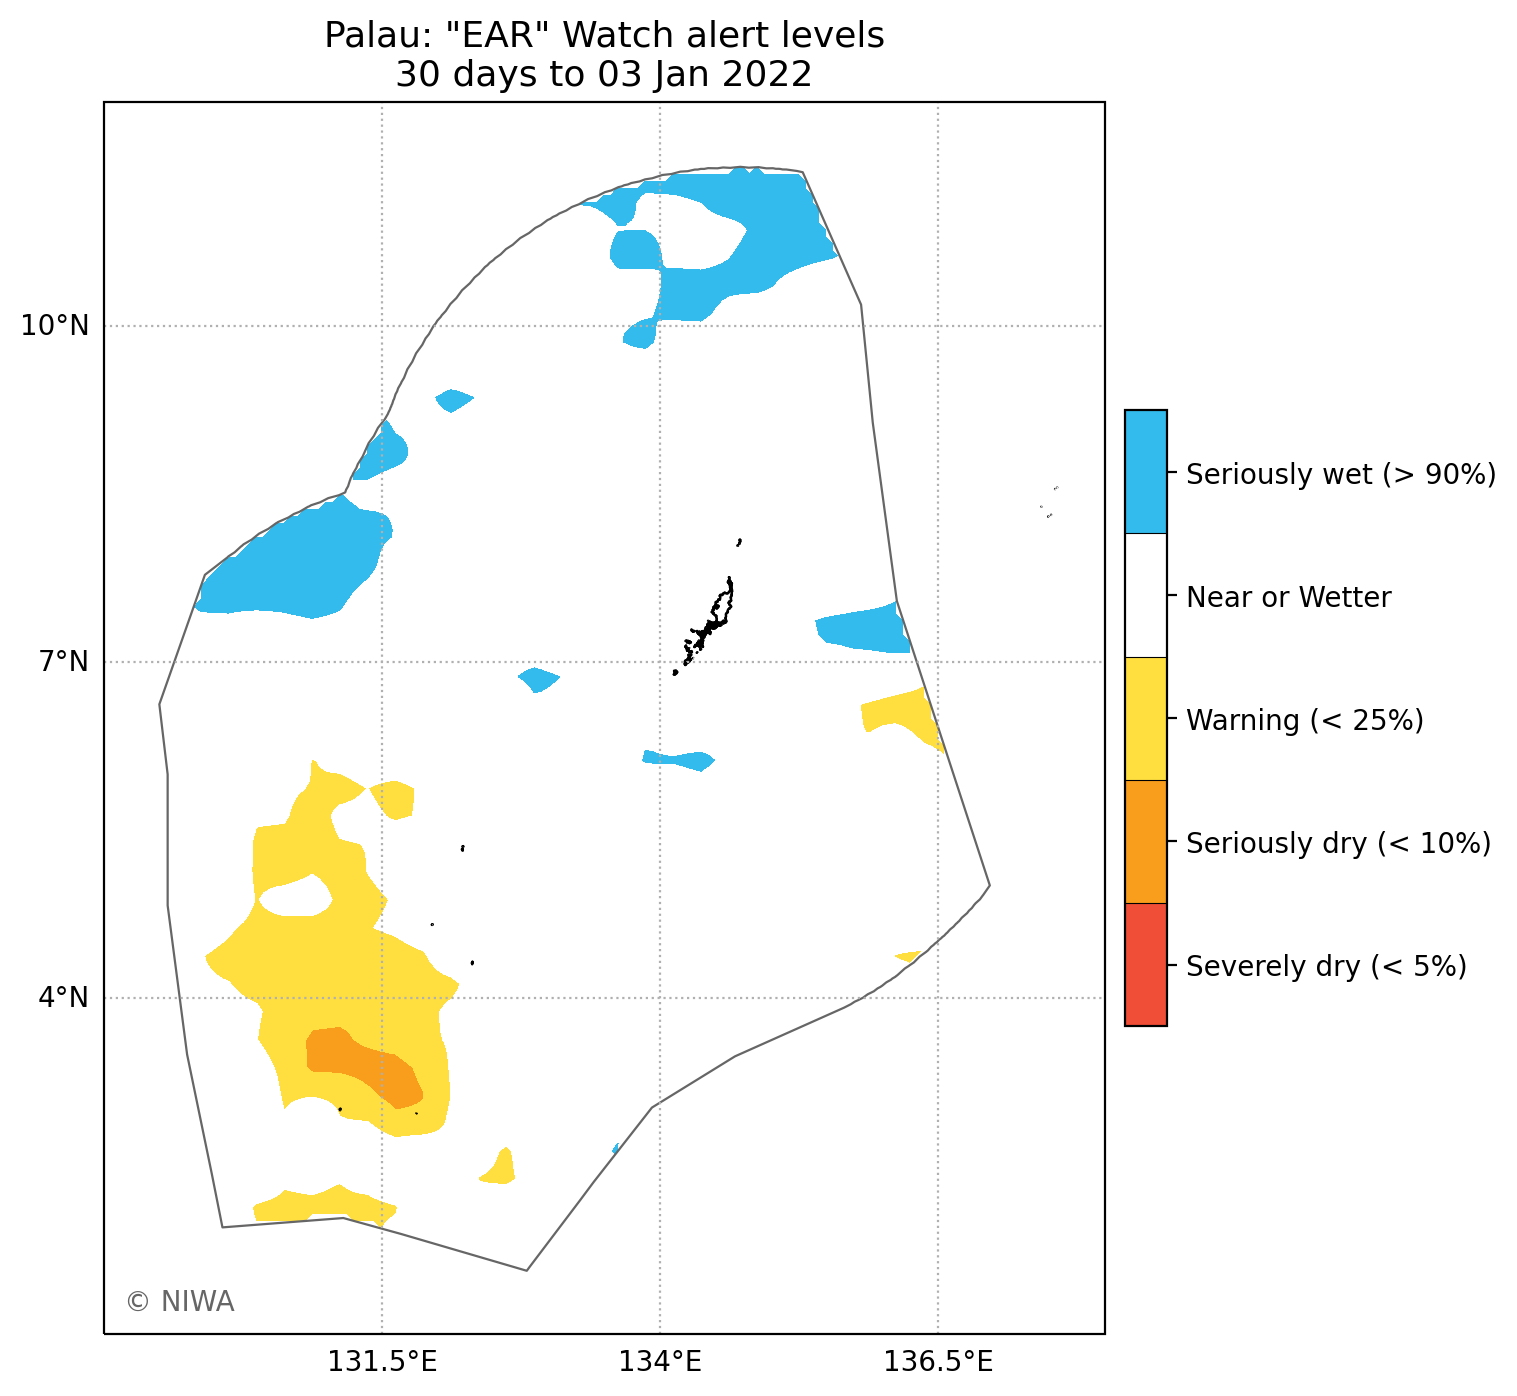 Palau: "EAR" Watch alert levels
30 days to 03 Jan 2022
10°N
7°N
4°N
131.5°E
134°E
136.5°E
Seriously wet (> 90%)
Near or Wetter
Warning (< 25%)
Seriously dry (< 10%)
Severely dry (< 5%)
© NIWA